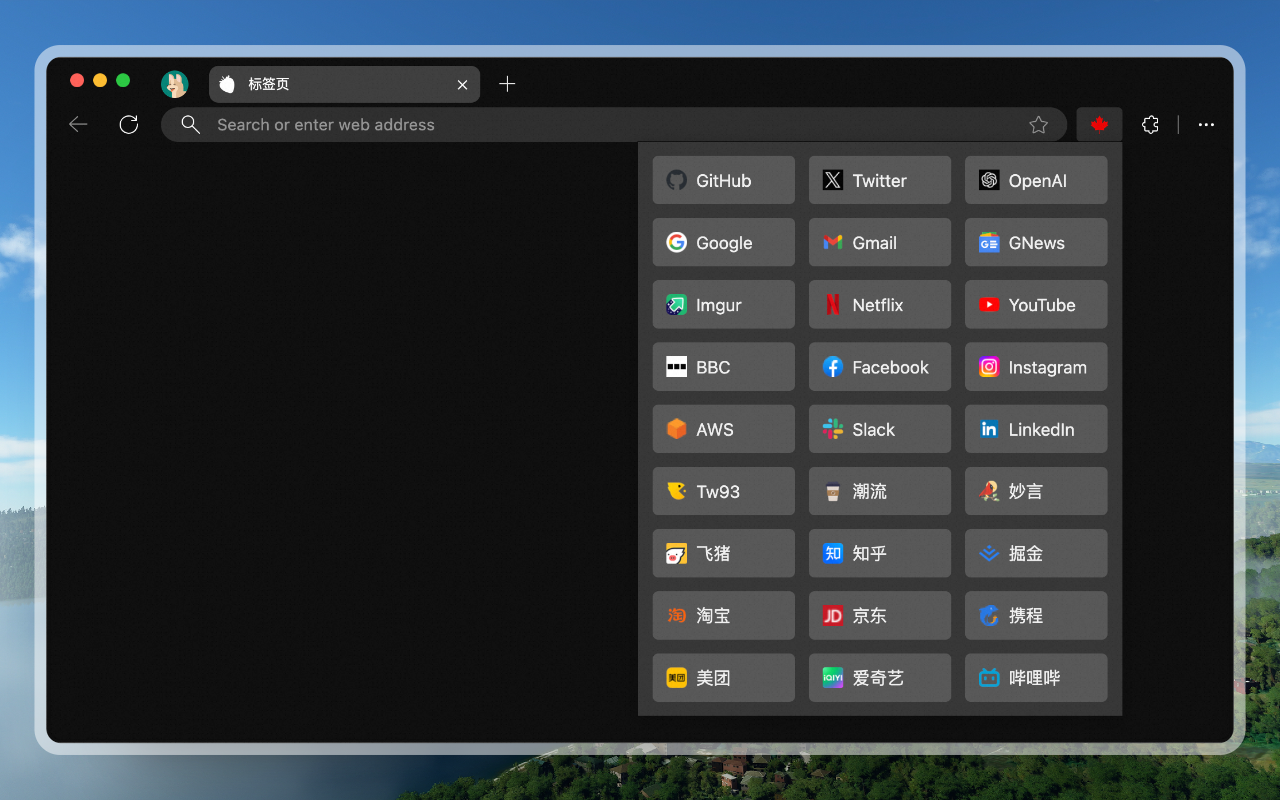 标签页
Search or enter web address
GitHub
Twitter
OpenAI
Google
Gmail
GNews
Imgur
Netflix
YouTube
BBC
Facebook
Instagram
AWS
Slack
LinkedIn
Tw93
潮流
妙言
飞猪
知乎
掘金
淘宝
京东
携程
美团
爱奇艺
哔哩哔